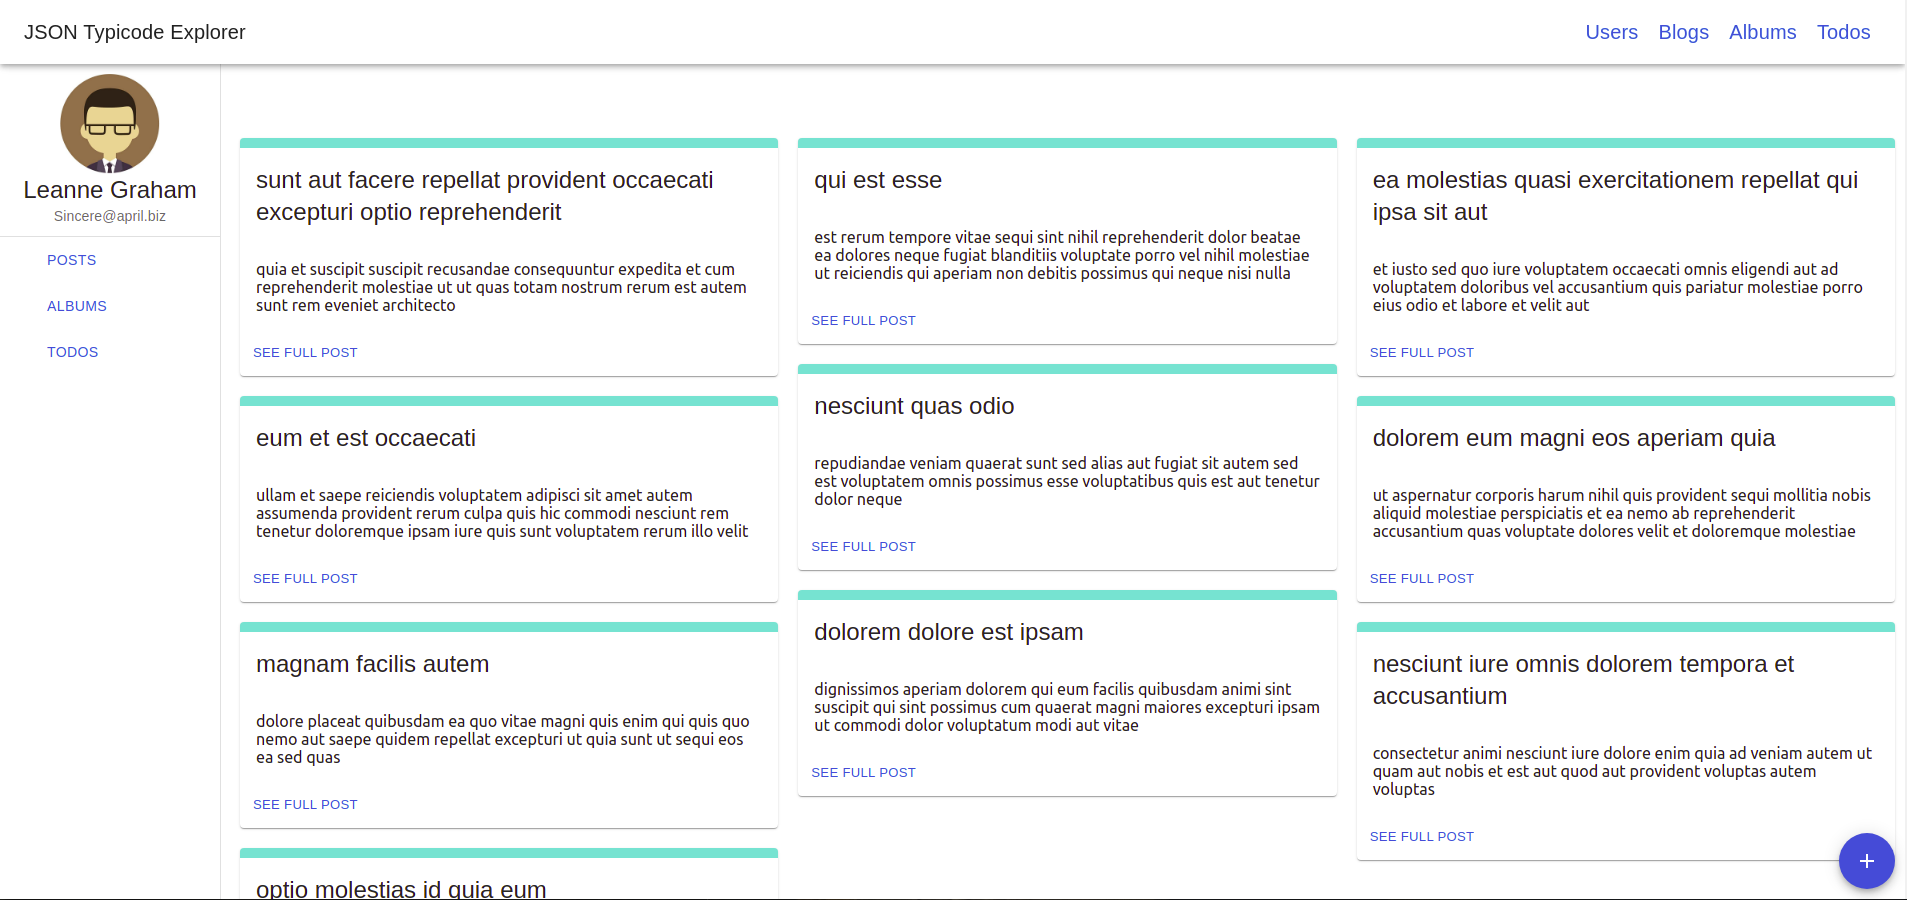 JSON Typicode Explorer
Users Blogs Albums Todos
Leanne Graham
Sincere@april.biz
POSTS
ALBUMS
TODOS
sunt aut facere repellat provident occaecati
excepturi optio reprehenderit
quia et suscipit suscipit recusandae consequuntur expedita et cum
reprehenderit molestiae ut ut quas totam nostrum rerum est autem
sunt rem eveniet architecto
SEE FULL POST
eum et est occaecati
ullam et saepe reiciendis voluptatem adipisci sit amet autem
assumenda provident rerum culpa quis hic commodi nesciunt rem
tenetur doloremque ipsam iure quis sunt voluptatem rerum illo velit
SEE FULL POST
magnam facilis autem
dolore placeat quibusdam ea quo vitae magni quis enim qui quis quo
nemo aut saepe quidem repellat excepturi ut quia sunt ut sequi eos
ea sed quas
SEE FULL POST
optio molestias id quia eum
qui est esse
est rerum tempore vitae sequi sint nihil reprehenderit dolor beatae
ea dolores neque fugiat blanditiis voluptate porro vel nihil molestiae
ut reiciendis qui aperiam non debitis possimus qui neque nisi nulla
SEE FULL POST
nesciunt quas odio
repudiandae veniam quaerat sunt sed alias aut fugiat sit autem sed
est voluptatem omnis possimus esse voluptatibus quis est aut tenetur
dolor neque
SEE FULL POST
dolorem dolore est ipsam
dignissimos aperiam dolorem qui eum facilis quibusdam animi sint
suscipit qui sint possimus cum quaerat magni maiores excepturi ipsam
ut commodi dolor voluptatum modi aut vitae
SEE FULL POST
ea molestias quasi exercitationem repellat qui
ipsa sit aut
et iusto sed quo iure voluptatem occaecati omnis eligendi aut ad
voluptatem doloribus vel accusantium quis pariatur molestiae porro
eius odio et labore et velit aut
SEE FULL POST
dolorem eum magni eos aperiam quia
ut aspernatur corporis harum nihil quis provident sequi mollitia nobis
aliquid molestiae perspiciatis et ea nemo ab reprehenderit
accusantium quas voluptate dolores velit et doloremque molestiae
SEE FULL POST
nesciunt iure omnis dolorem tempora et
accusantium
consectetur animi nesciunt iure dolore enim quia ad veniam autem ut
quam aut nobis et est aut quod aut provident voluptas autem
voluptas
SEE FULL POST
+